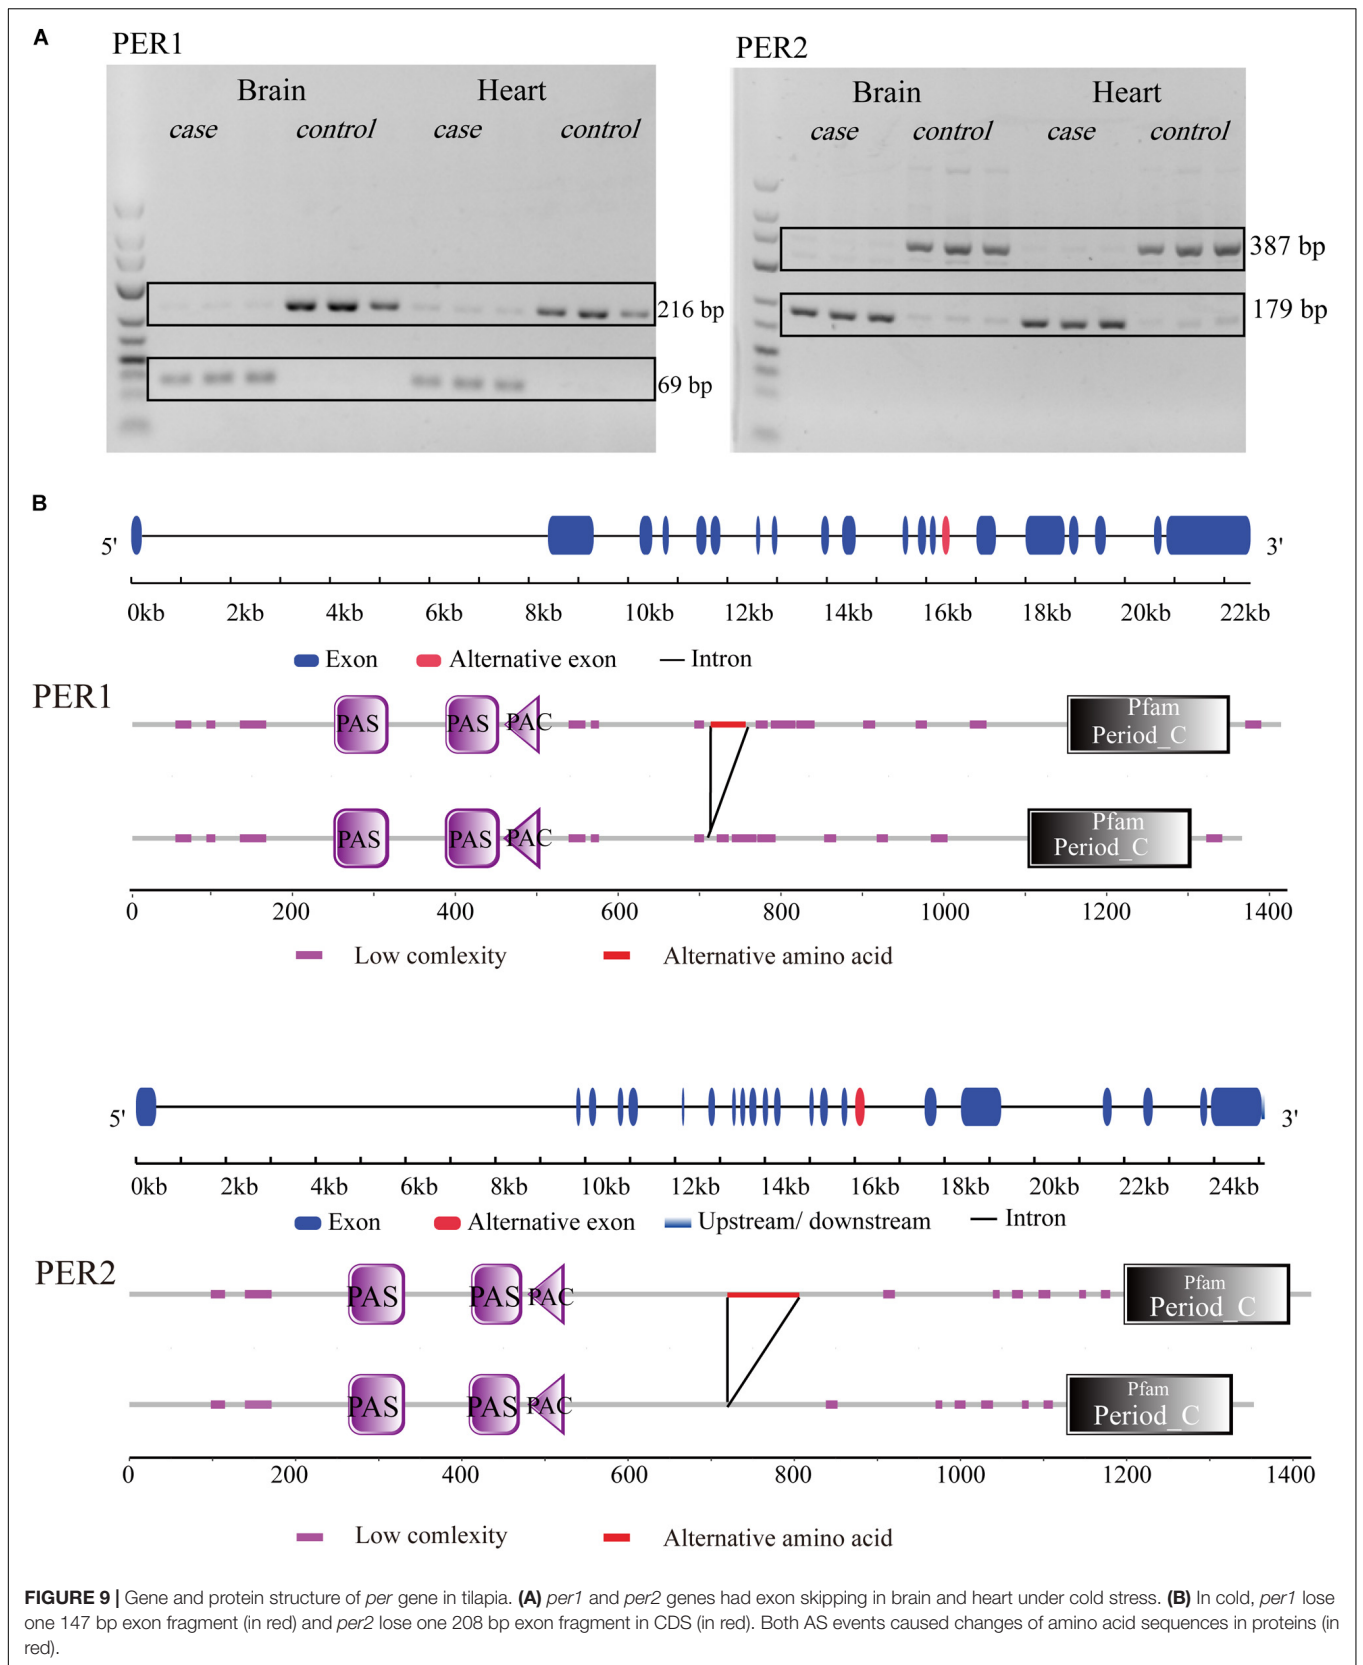 A
PER1
Brain Heart
case control case control
216 bp
69 bp
PER2
Brain Heart
case control case control
387 bp
179 bp
B
5' 3'
0kb 2kb 4kb 6kb 8kb 10kb 12kb 14kb 16kb 18kb 20kb 22kb
Exon Alternative exon Intron
PER1
PAS PAS PAC Pfam
Period_C
PAS PAS PAC Pfam
Period_C
0 200 400 600 800 1000 1200 1400
Low comlexity Alternative amino acid
5' 3'
0kb 2kb 4kb 6kb 8kb 10kb 12kb 14kb 16kb 18kb 20kb 22kb 24kb
Exon Alternative exon Upstream/ downstream Intron
PER2
PAS PAS PAC Pfam
Period_C
PAS PAS PAC Pfam
Period_C
0 200 400 600 800 1000 1200 1400
Low comlexity Alternative amino acid
FIGURE 9 | Gene and protein structure of per gene in tilapia. (A) per1 and per2 genes had exon skipping in brain and heart under cold stress. (B) In cold, per1 lose
one 147 bp exon fragment (in red) and per2 lose one 208 bp exon fragment in CDS (in red). Both AS events caused changes of amino acid sequences in proteins (in
red).